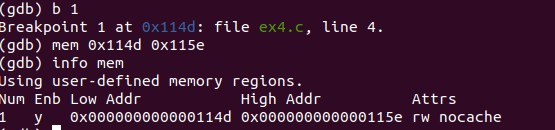 (gdb) b 1
Breakpoint 1 at 0x114d: file ex4.c, line 4.
(gdb) mem 0x114d 0x115e
(gdb) info mem
Using user-defined memory regions.
Num Enb Low Addr High Addr Attrs
1 y 0x000000000000114d 0x000000000000115e rw nocache